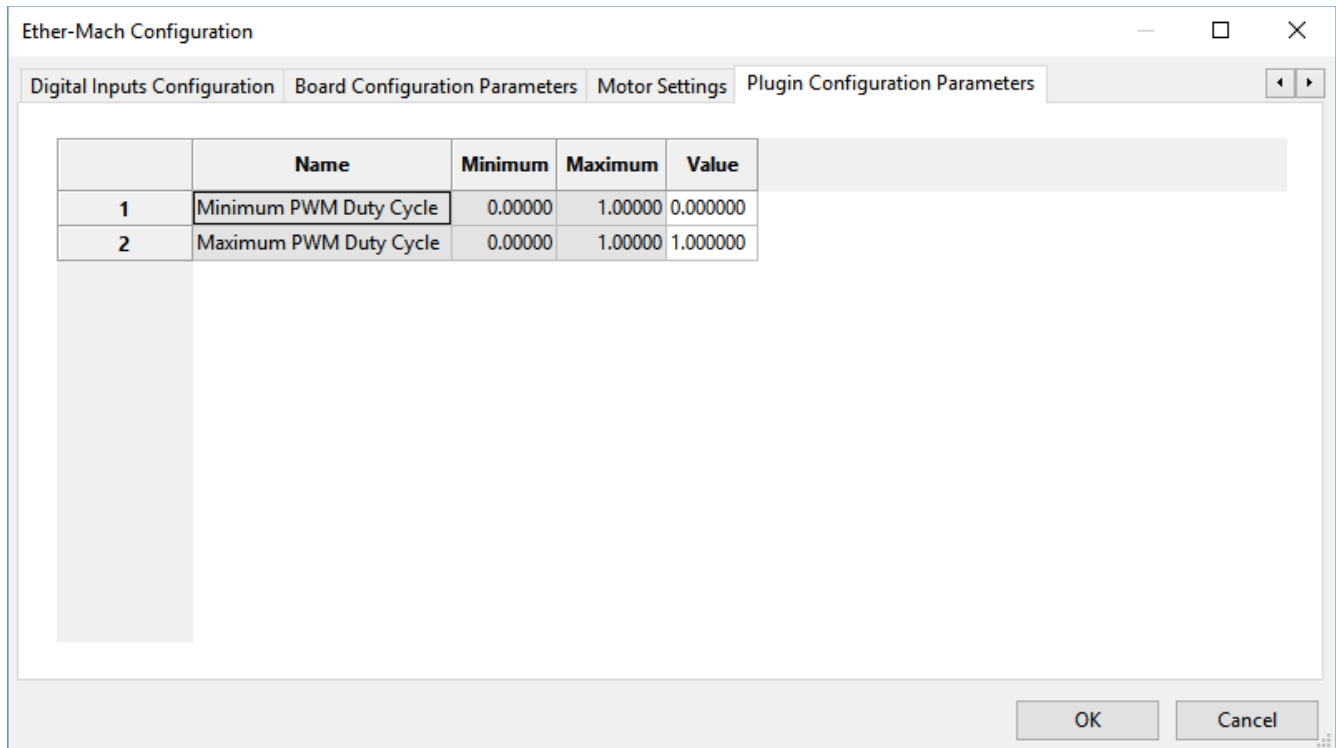 Ether-Mach Configuration
Digital Inputs Configuration Board Configuration Parameters Motor Settings Plugin Configuration Parameters
Name Minimum Maximum Value
1 Minimum PWM Duty Cycle 0.00000 1.00000 0.000000
2 Maximum PWM Duty Cycle 0.00000 1.00000 1.000000
OK Cancel